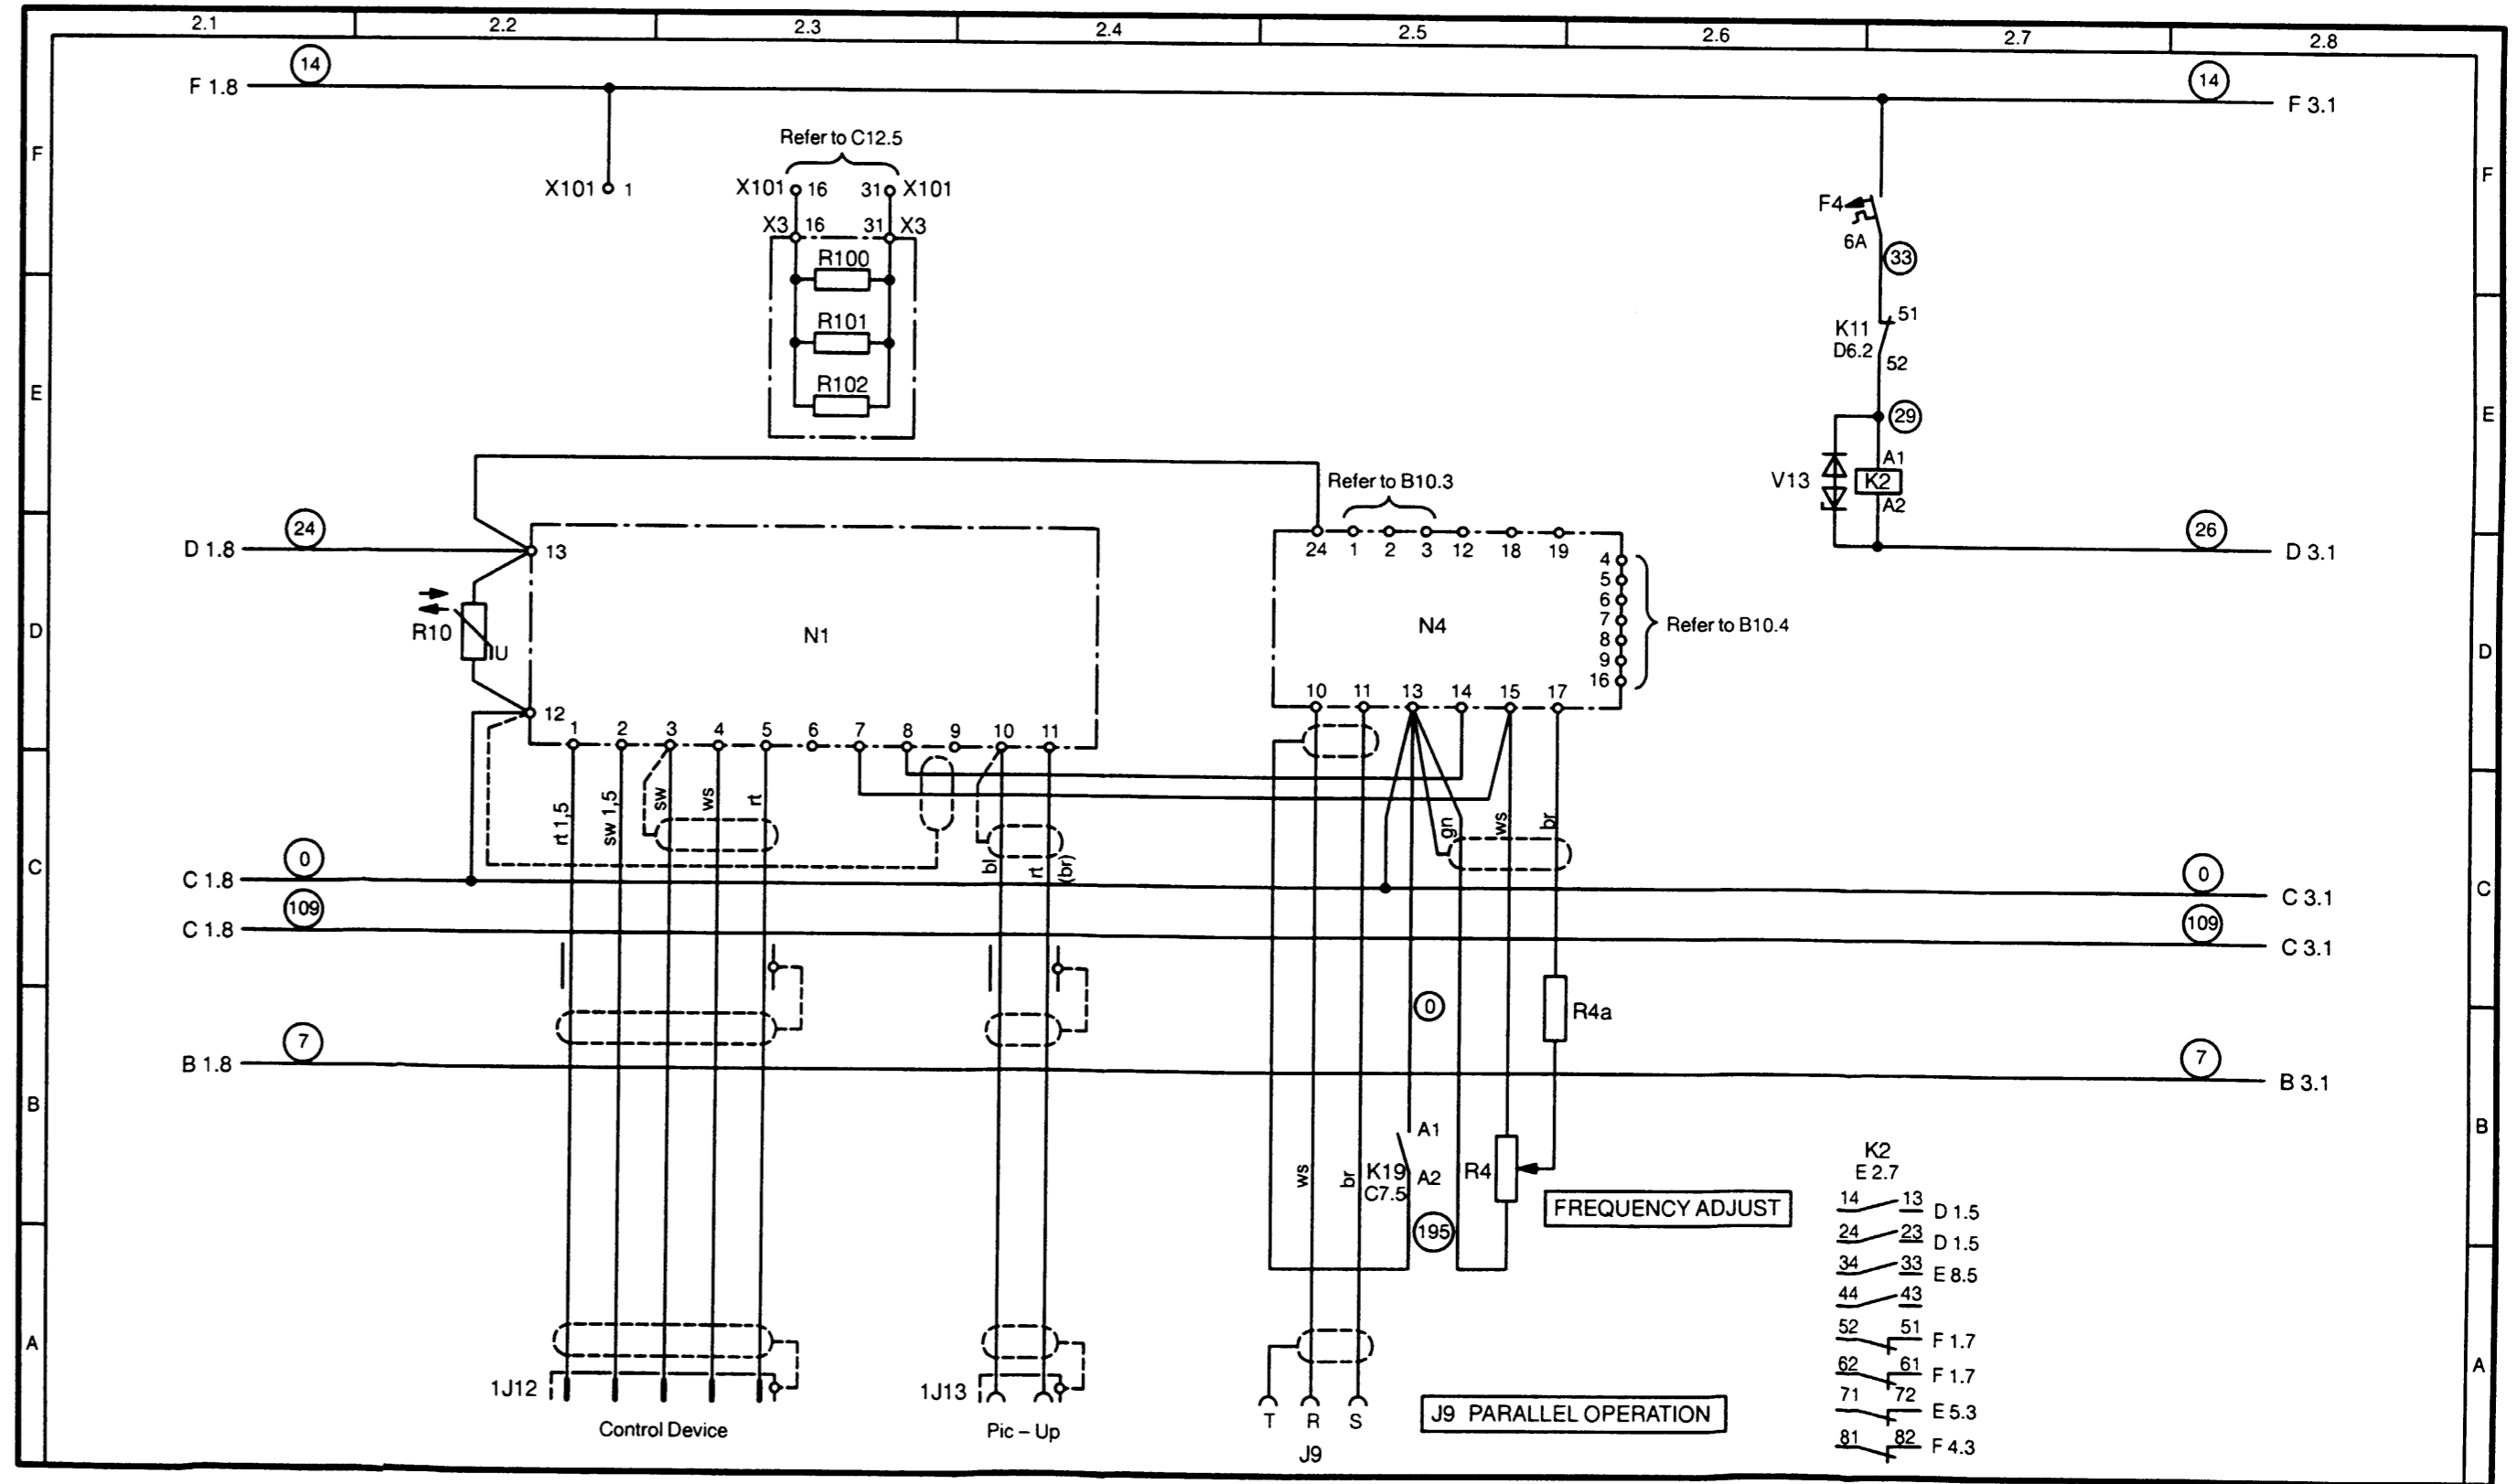 2.1 2.2 2.3 2.4 2.5 2.6 2.7 2.8
F 1.8 14 14 F 3.1
F F
Refer to C12.5
X101 1 X101 16 31 X101
X3 16 31 X3
F4
6A
33
R100
R101
R102
51
K11
D6.2
52
E E
29
A1
V13 K2
A2
Refer to B10.3
D 1.8 24 13
24 1 2 3 12 18 19
26 D 3.1
4
5
6
7
8
9
16
Refer to B10.4
D D
R10 U N1 N4
12
10 11 13 14 15 17
1 2 3 4 5 6 7 8 9 10 11
rt 1,5 sw 1,5 sw ws rt
bl rt (br)
gn ws br
C C
C 1.8 0 0 C 3.1
C 1.8 109 109 C 3.1
0
R4a
B 1.8 7 7 B 3.1
B B
ws br
A1
K19 A2
C7.5
R4
195
FREQUENCY ADJUST
K2
E 2.7
14 13 D 1.5
24 23 D 1.5
34 33 E 8.5
44 43
52 51 F 1.7
62 61 F 1.7
71 72 E 5.3
81 82 F 4.3
A A
1J12 1J13
Control Device
Pic – Up
T R S
J9
J9 PARALLEL OPERATION